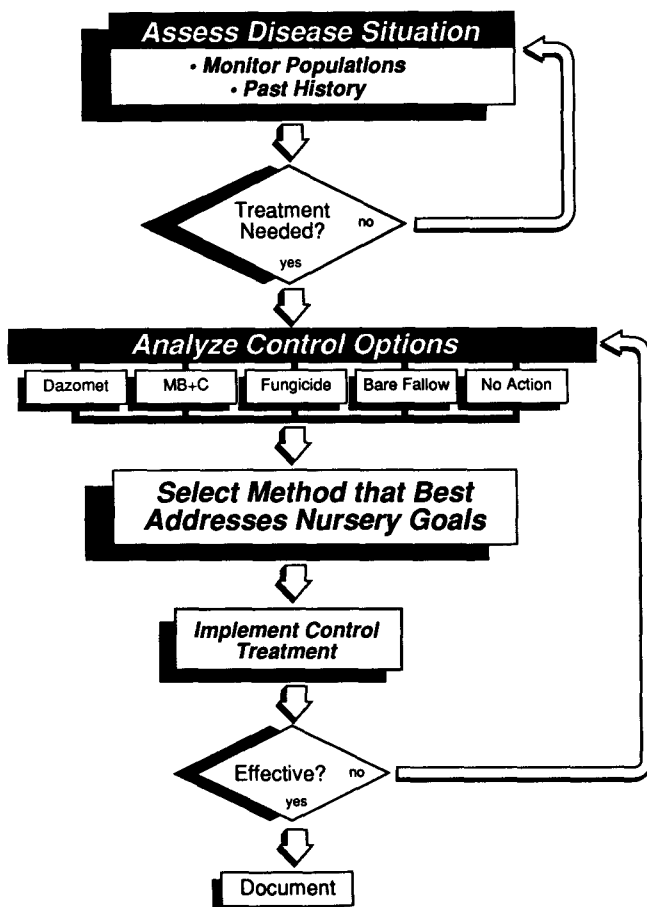 Assess Disease Situation
• Monitor Populations
• Past History
Treatment
Needed?
no
yes
Analyze Control Options
Dazomet
MB+C
Fungicide
Bare Fallow
No Action
Select Method that Best
Addresses Nursery Goals
Implement Control
Treatment
Effective?
no
yes
Document